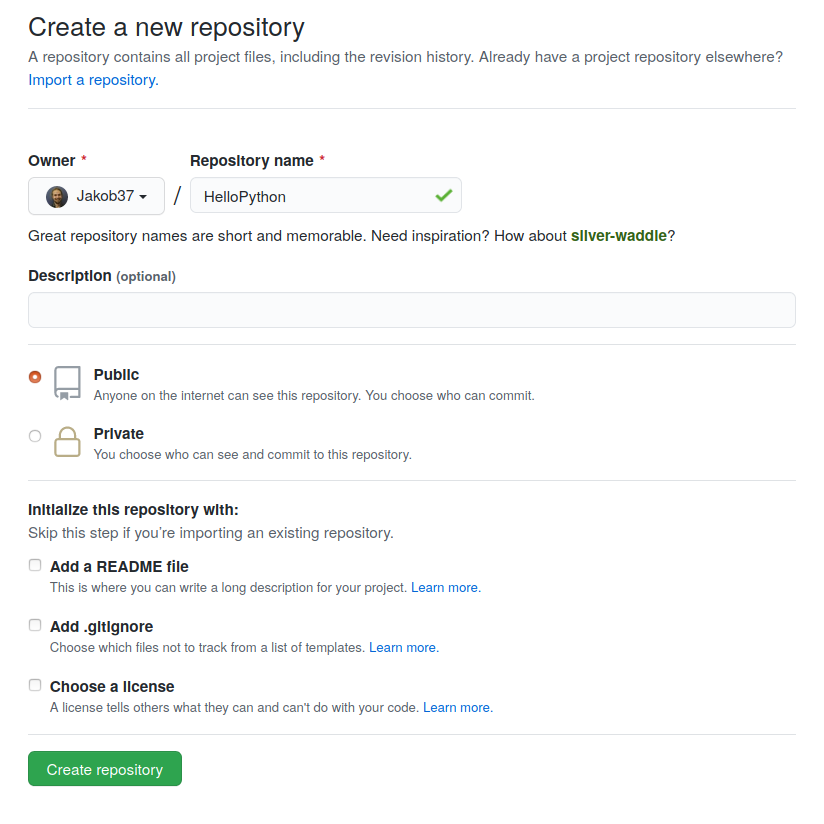 Create a new repository
A repository contains all project files, including the revision history. Already have a project repository elsewhere?
Import a repository.
Owner * Repository name *
Jakob37 / HelloPython
Great repository names are short and memorable. Need inspiration? How about silver-waddle?
Description (optional)
Public
Anyone on the internet can see this repository. You choose who can commit.
Private
You choose who can see and commit to this repository.
Initialize this repository with:
Skip this step if you’re importing an existing repository.
Add a README file
This is where you can write a long description for your project. Learn more.
Add .gitignore
Choose which files not to track from a list of templates. Learn more.
Choose a license
A license tells others what they can and can't do with your code. Learn more.
Create repository